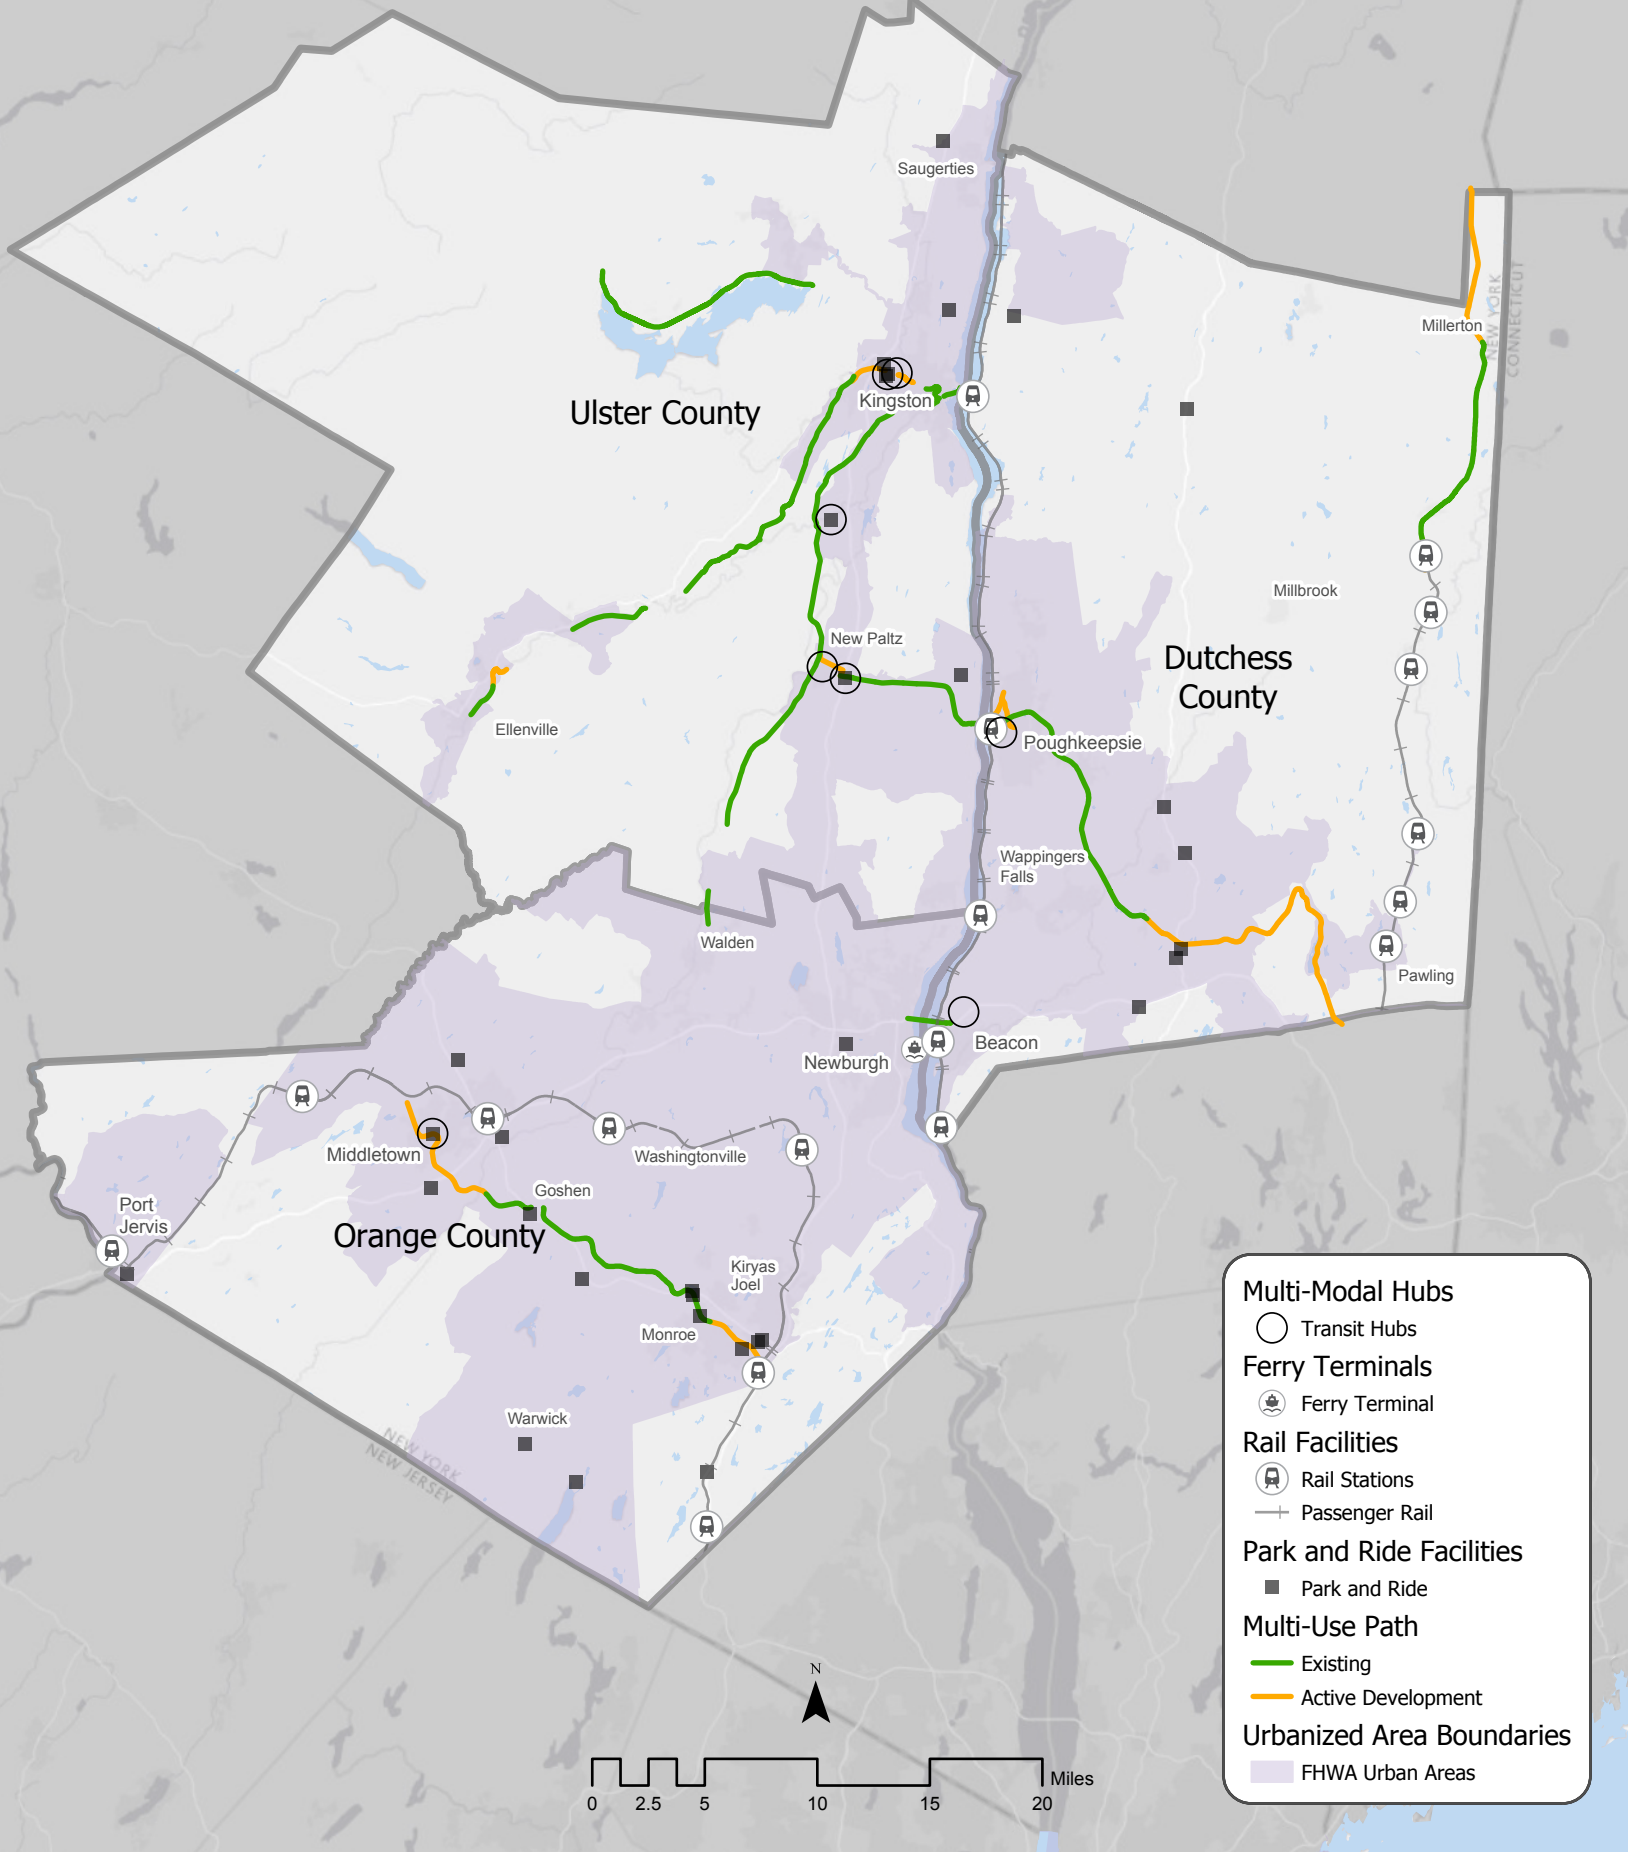 Saugerties
NEW YORK
CONNECTICUT
Millerton
Kingston
Ulster County
Millbrook
New Paltz
Dutchess
County
Ellenville
Poughkeepsie
Wappingers
Falls
Walden
Pawling
Beacon
Newburgh
Middletown
Washingtonville
Goshen
Port
Jervis
Orange County
Kiryas
Joel
Monroe
Warwick
NEW YORK
NEW JERSEY
Multi-Modal Hubs
Transit Hubs
Ferry Terminals
Ferry Terminal
Rail Facilities
Rail Stations
Passenger Rail
Park and Ride Facilities
Park and Ride
Multi-Use Path
Existing
Active Development
Urbanized Area Boundaries
FHWA Urban Areas
N
Miles
0 2.5 5 10 15 20